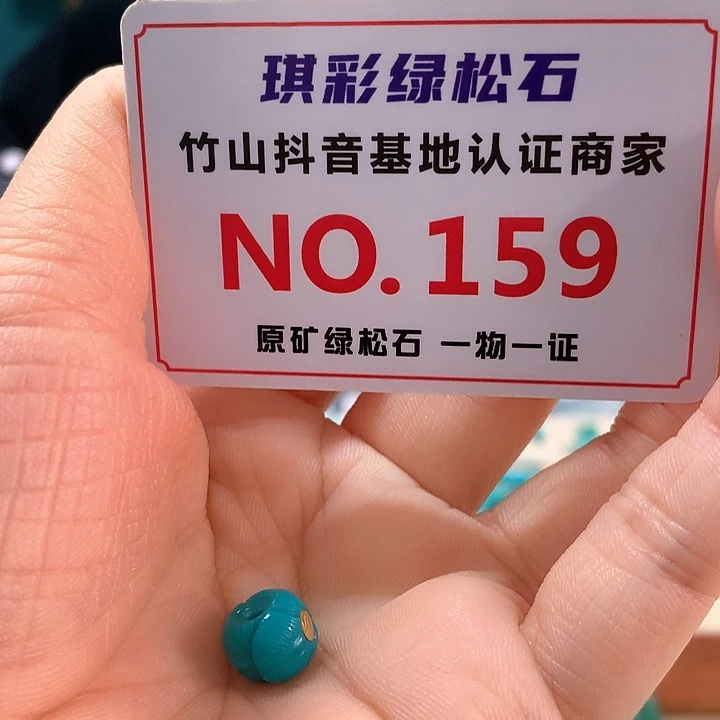 琪彩绿松石
竹山抖音基地认证商家
NO.159
原矿绿松石 一物一证